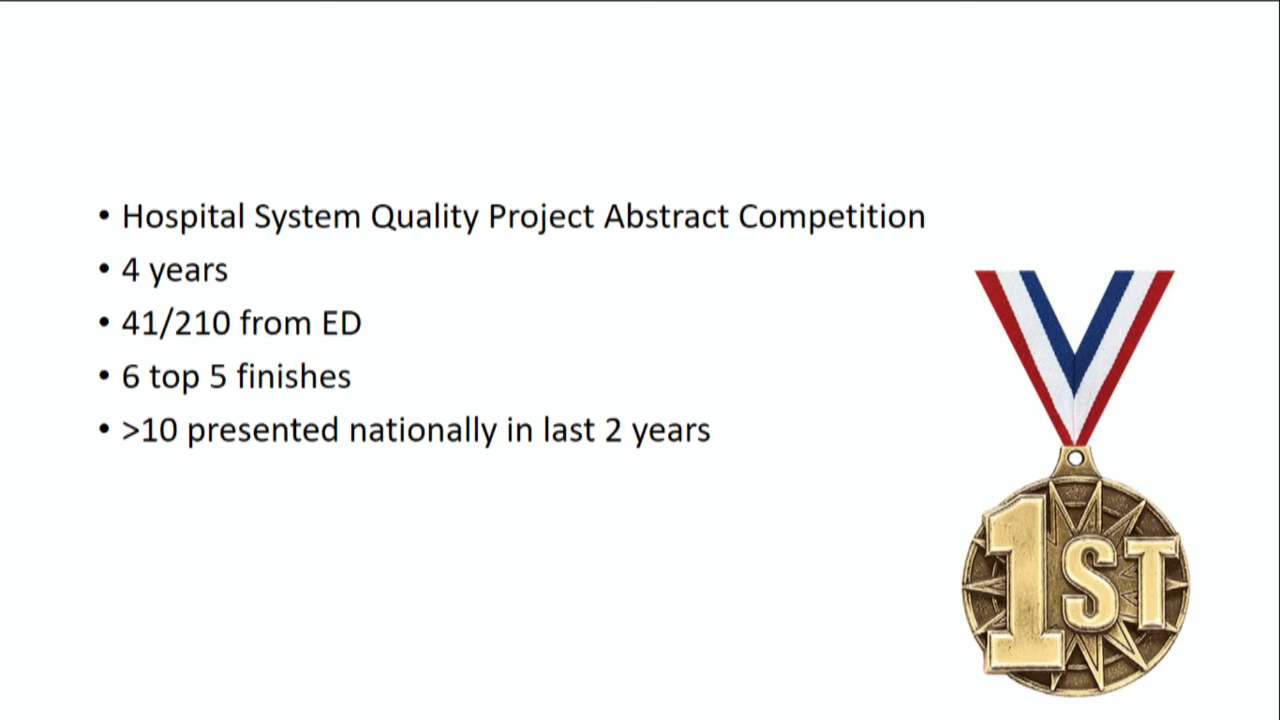 • Hospital System Quality Project Abstract Competition
• 4 years
• 41/210 from ED
• 6 top 5 finishes
• >10 presented nationally in last 2 years
1ST